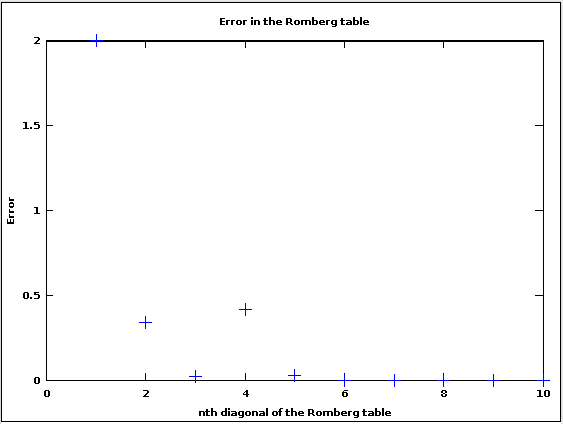 Error in the Romberg table
2
1.5
1
0.5
0
Error
0 2 4 6 8 10
nth diagonal of the Romberg table